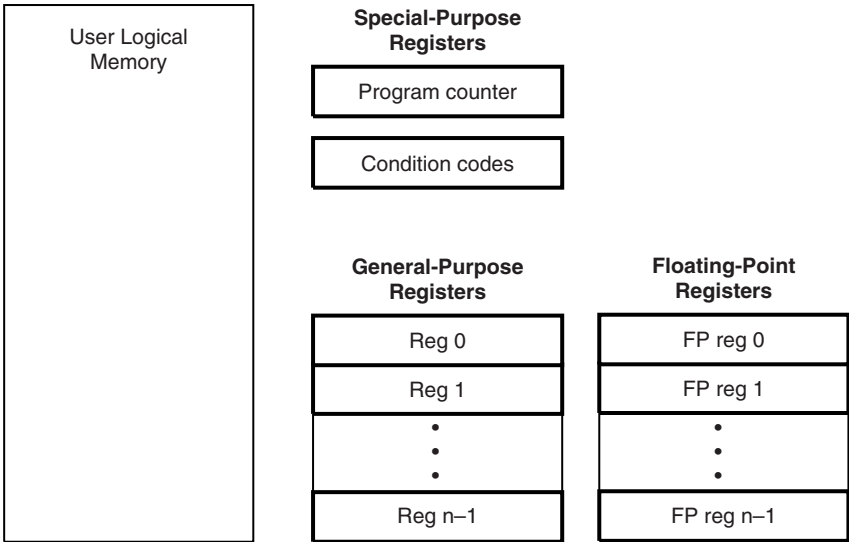 User Logical
Memory
Special-Purpose
Registers
Program counter
Condition codes
General-Purpose
Registers
Reg 0
Reg 1
Reg n–1
Floating-Point
Registers
FP reg 0
FP reg 1
FP reg n–1